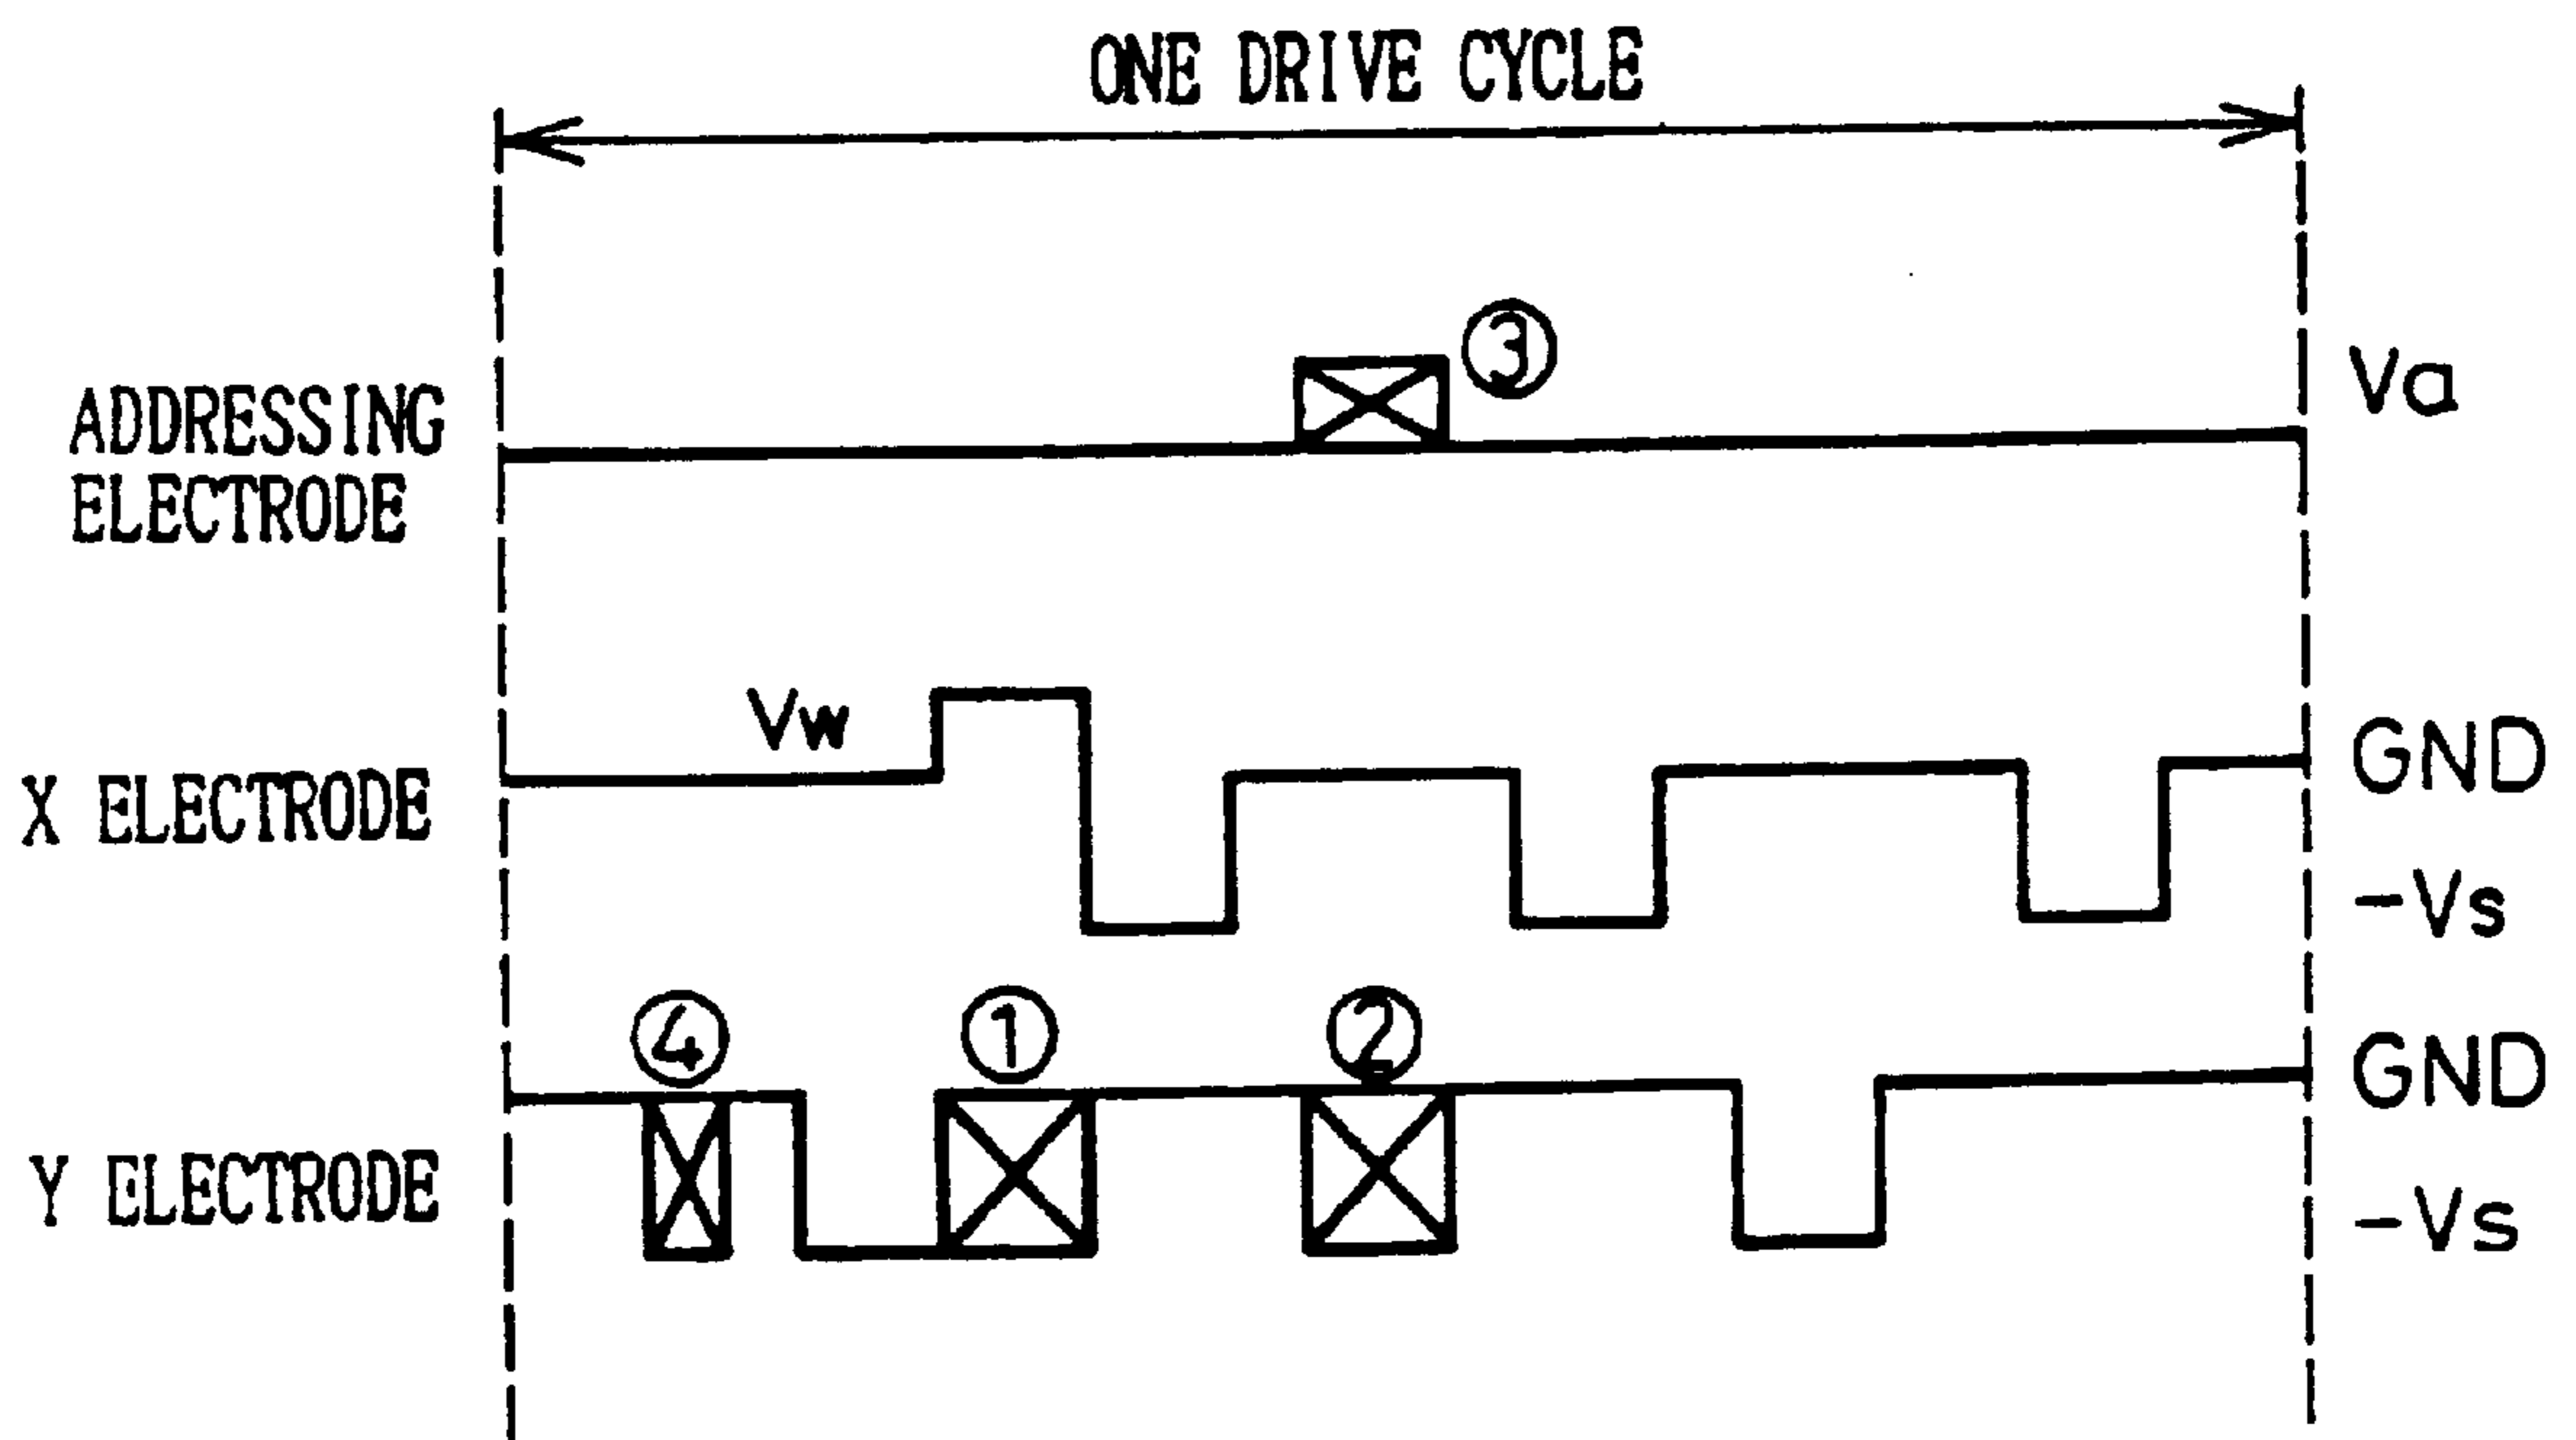 ONE DRIVE CYCLE
③
Va
ADDRESSING
ELECTRODE
Vw
GND
X ELECTRODE
-Vs
④ ① ②
GND
Y ELECTRODE
-Vs